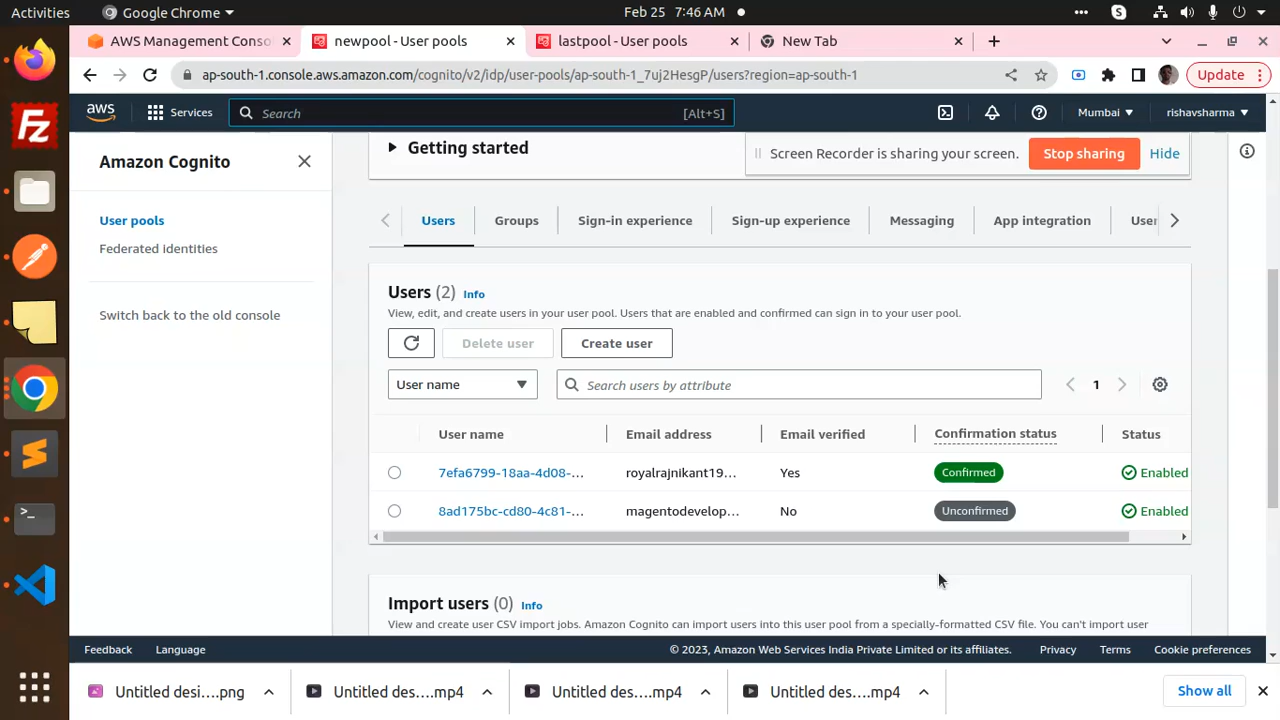 Activities
Google Chrome
Feb 25 7:46 AM
AWS Management Conso
newpool - User pools
lastpool - User pools
New Tab
ap-south-1.console.aws.amazon.com/cognito/v2/idp/user-pools/ap-south-1_7uj2HesgP/users?region=ap-south-1
Update
aws
Services
Search
[Alt+S]
Mumbai
rishavsharma
Amazon Cognito
User pools
Federated identities
Switch back to the old console
Getting started
Screen Recorder is sharing your screen.
Stop sharing
Hide
Users
Groups
Sign-in experience
Sign-up experience
Messaging
App integration
User
Users (2) Info
View, edit, and create users in your user pool. Users that are enabled and confirmed can sign in to your user pool.
Delete user
Create user
User name
Search users by attribute
1
User name Email address Email verified Confirmation status Status
7efa6799-18aa-4d08-... royalrajnikant19... Yes Confirmed Enabled
8ad175bc-cd80-4c81-... magentodevelop... No Unconfirmed Enabled
Import users (0) Info
View and create user CSV import jobs. Amazon Cognito can import users into this user pool from a specially-formatted CSV file. You can't import user
Feedback
Language
© 2023, Amazon Web Services India Private Limited or its affiliates.
Privacy
Terms
Cookie preferences
Untitled desi....png
Untitled des....mp4
Untitled des....mp4
Untitled des....mp4
Show all